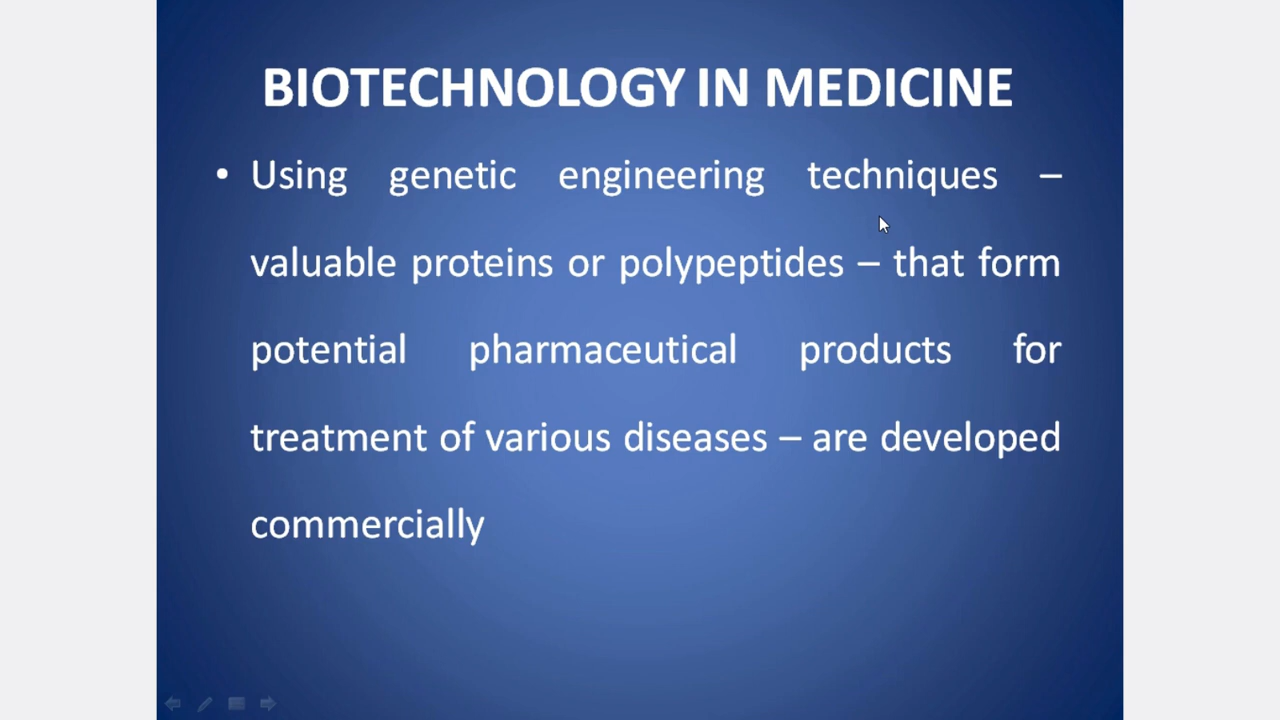 BIOTECHNOLOGY IN MEDICINE
• Using genetic engineering techniques –
valuable proteins or polypeptides – that form
potential pharmaceutical products for
treatment of various diseases – are developed
commercially